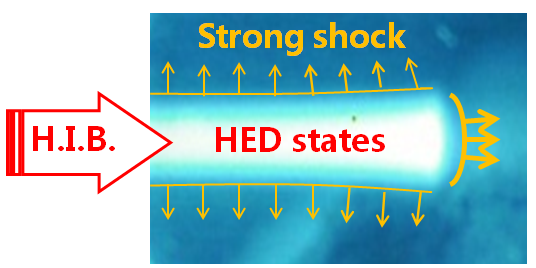 Strong shock
H.I.B.
HED states